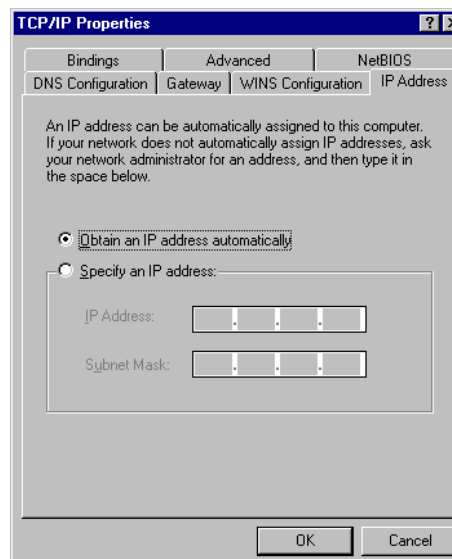 TCP/IP Properties
Bindings
Advanced
NetBIOS
DNS Configuration
Gateway
WINS Configuration
IP Address
An IP address can be automatically assigned to this computer.
If your network does not automatically assign IP addresses, ask
your network administrator for an address, and then type it in
the space below.
Obtain an IP address automatically
Specify an IP address:
IP Address:
Subnet Mask:
OK
Cancel